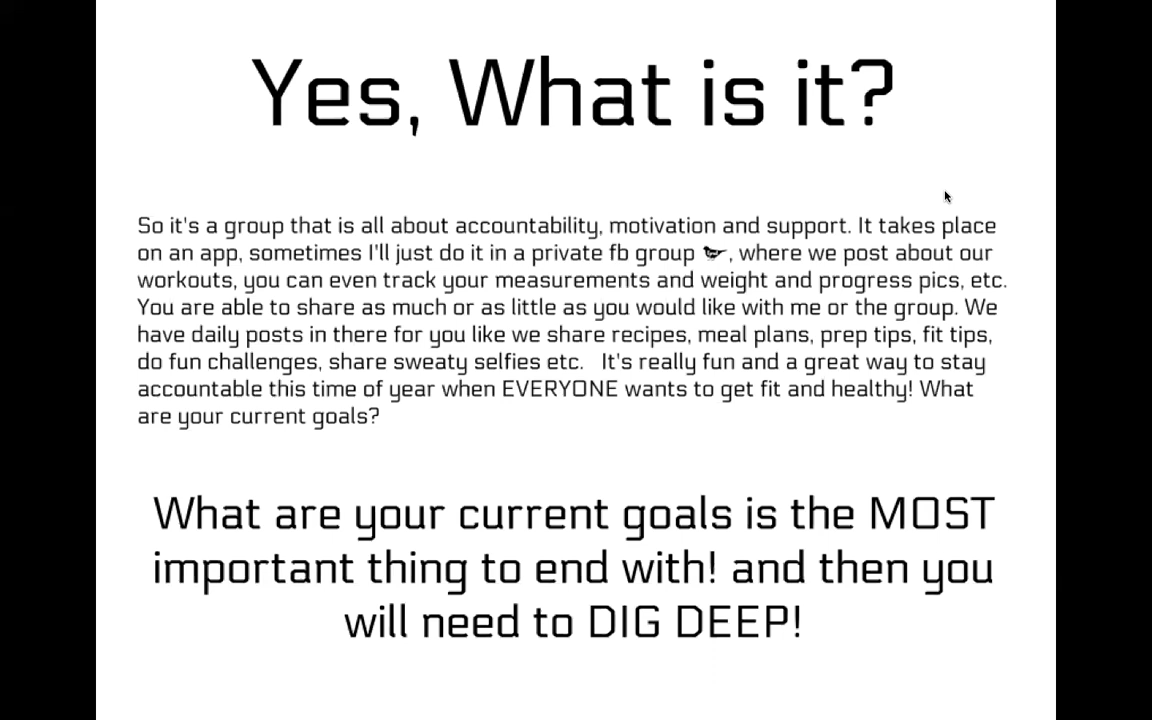 Yes, What is it?
So it's a group that is all about accountability, motivation and support. It takes place
on an app, sometimes I'll just do it in a private fb group , where we post about our
workouts, you can even track your measurements and weight and progress pics, etc.
You are able to share as much or as little as you would like with me or the group. We
have daily posts in there for you like we share recipes, meal plans, prep tips, fit tips,
do fun challenges, share sweaty selfies etc.   It's really fun and a great way to stay
accountable this time of year when EVERYONE wants to get fit and healthy! What
are your current goals?
What are your current goals is the MOST
important thing to end with! and then you
will need to DIG DEEP!